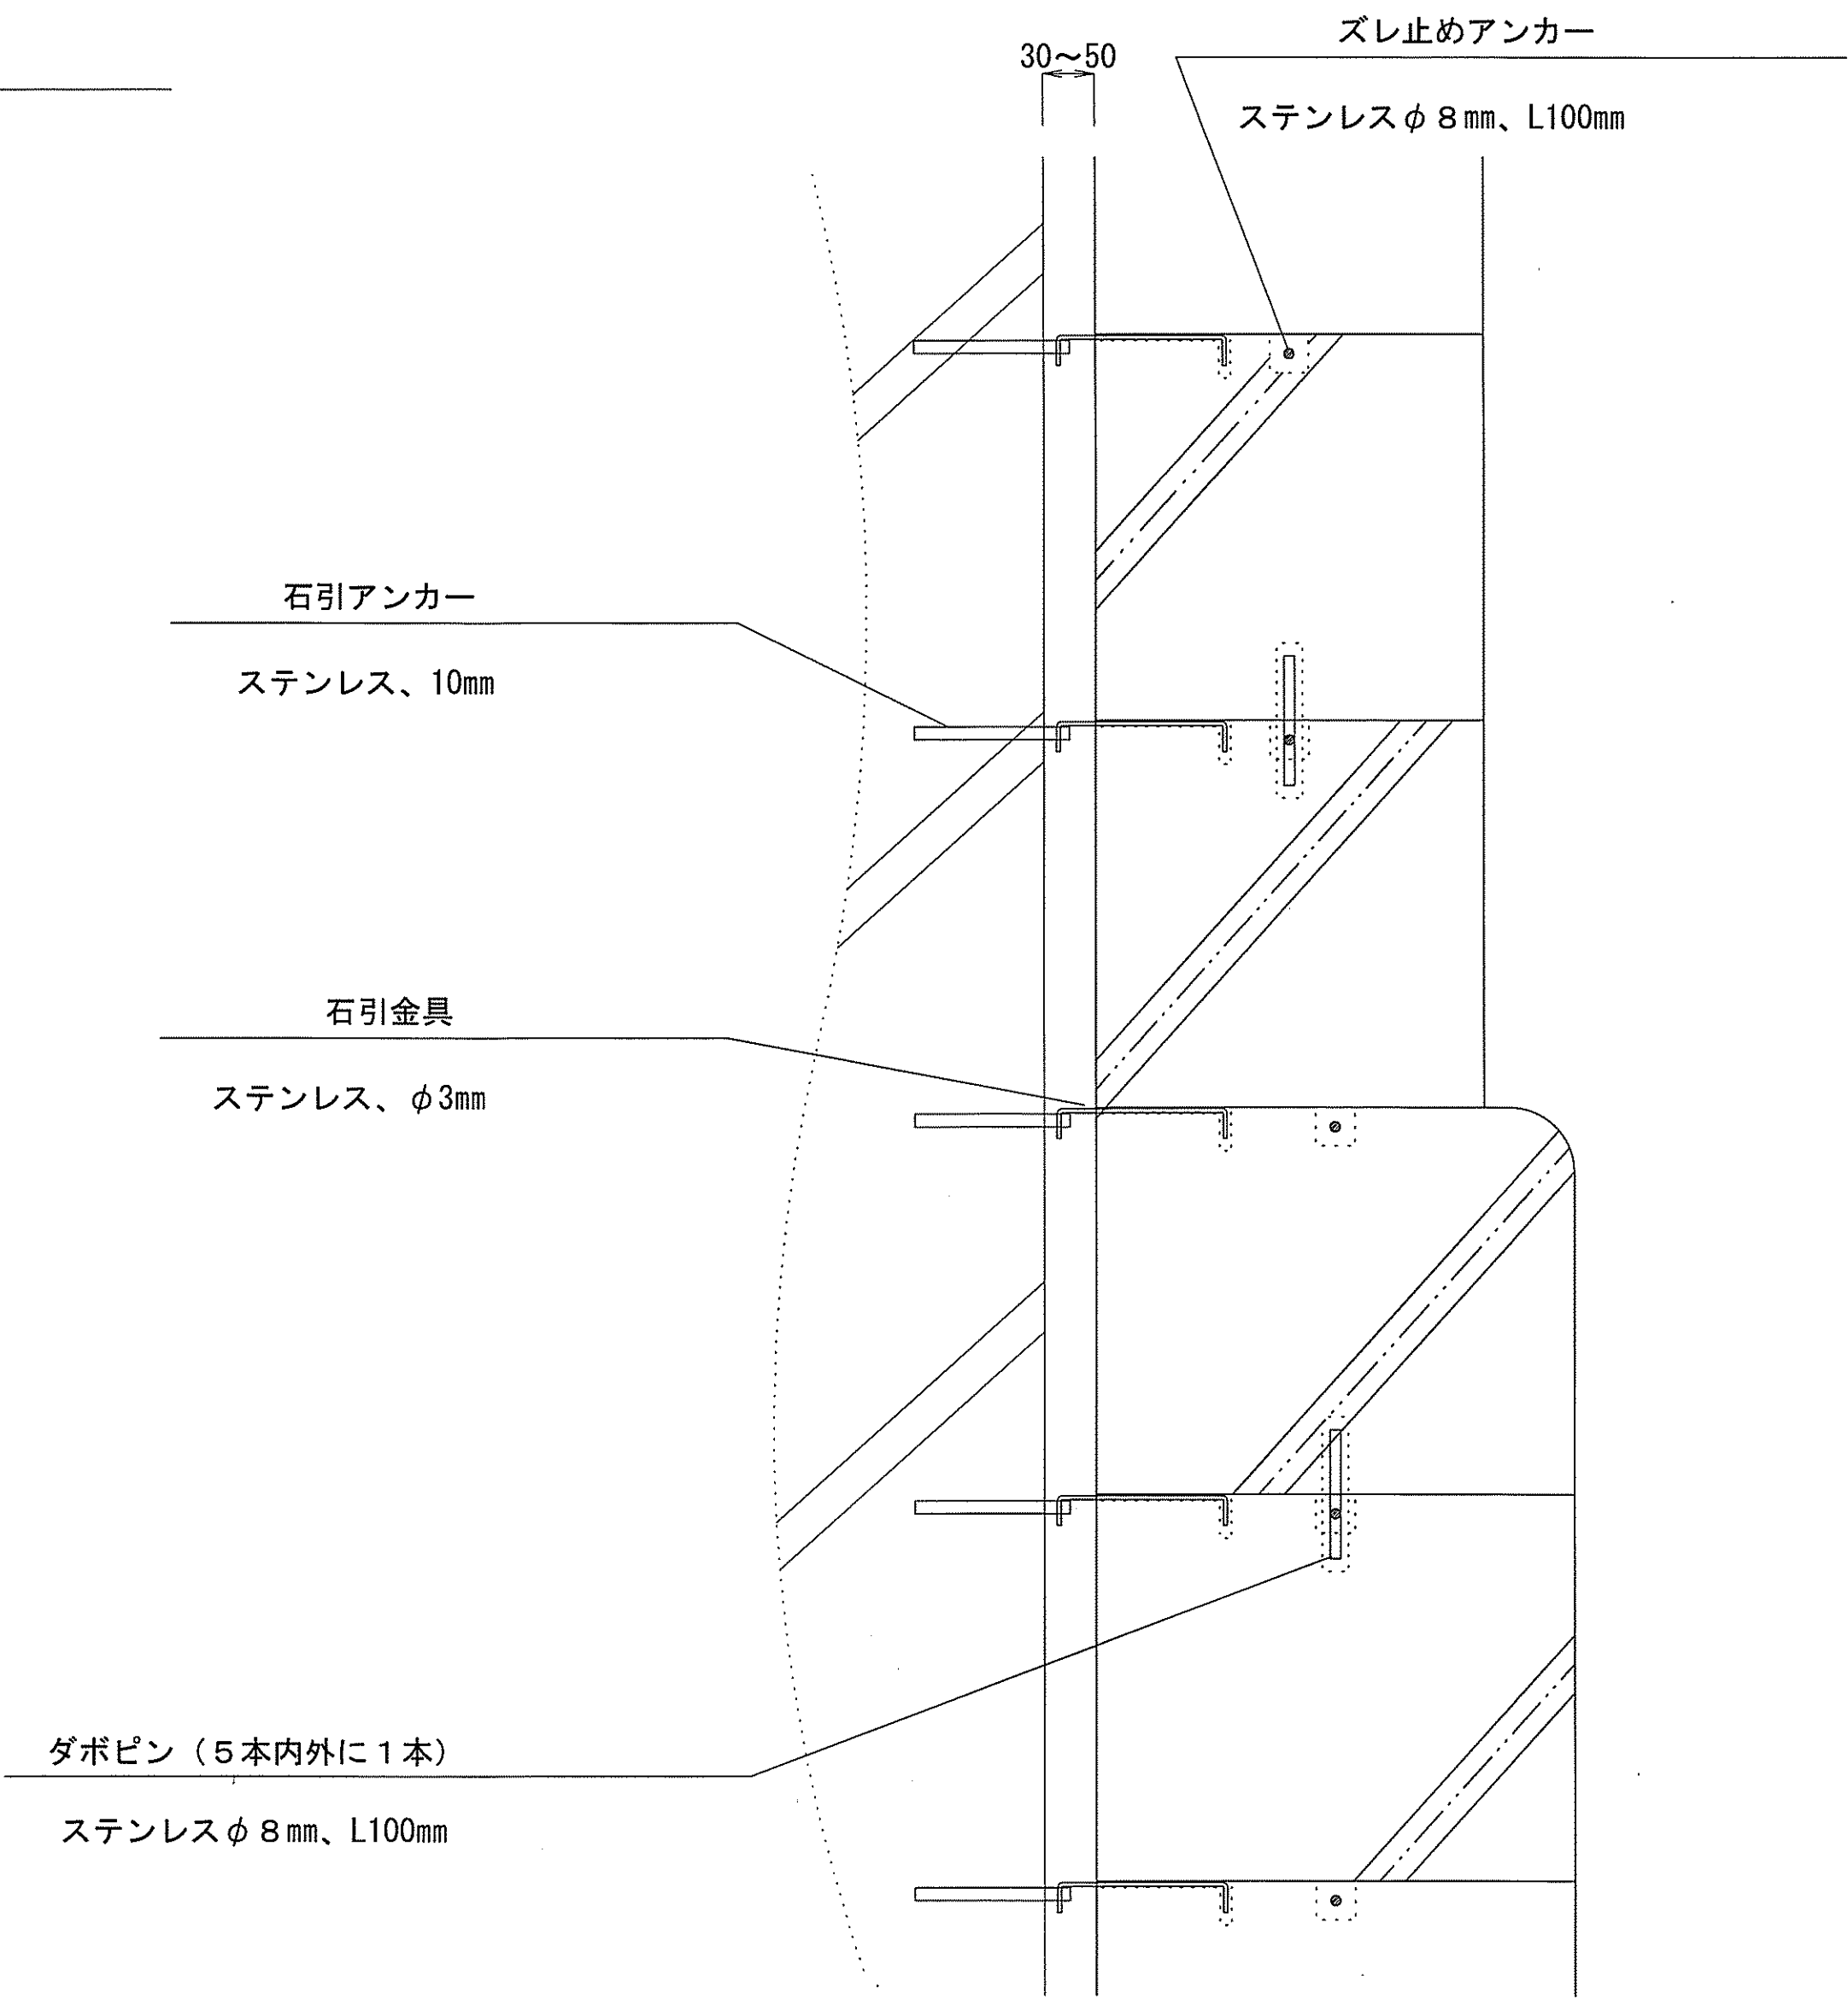 ズレ止めアンカー
30～50
ステンレスφ８mm、L100mm
石引アンカー
ステンレス、10mm
石引金具
ステンレス、φ3mm
ダボピン（５本内外に１本）
ステンレスφ８mm、L100mm